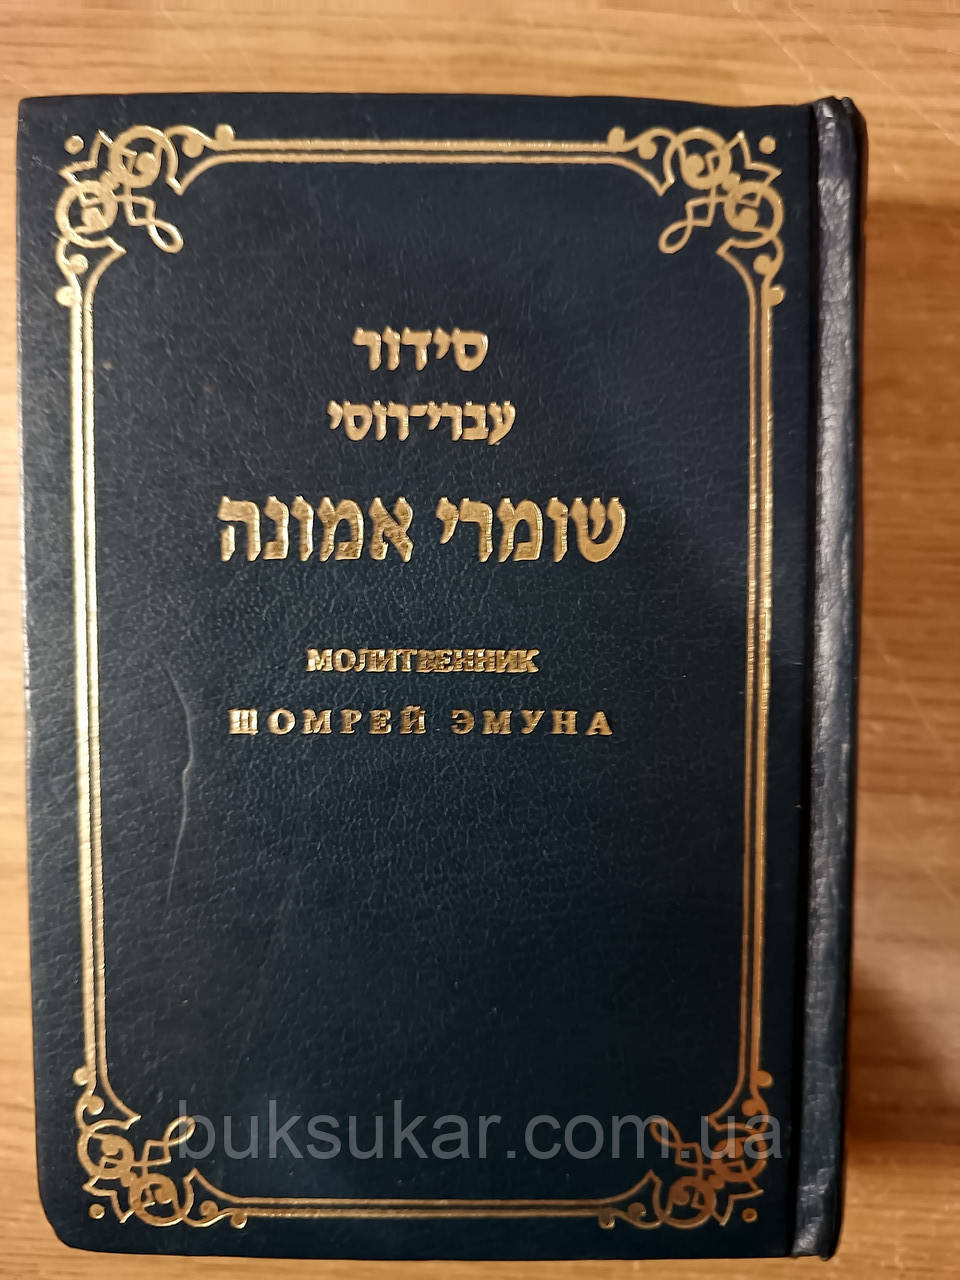 סידור
עברי־רוסי
שומרי אמונה
МОЛИТВЕННИК
ШОМРЕЙ ЭМУНА
buksukar.com.ua